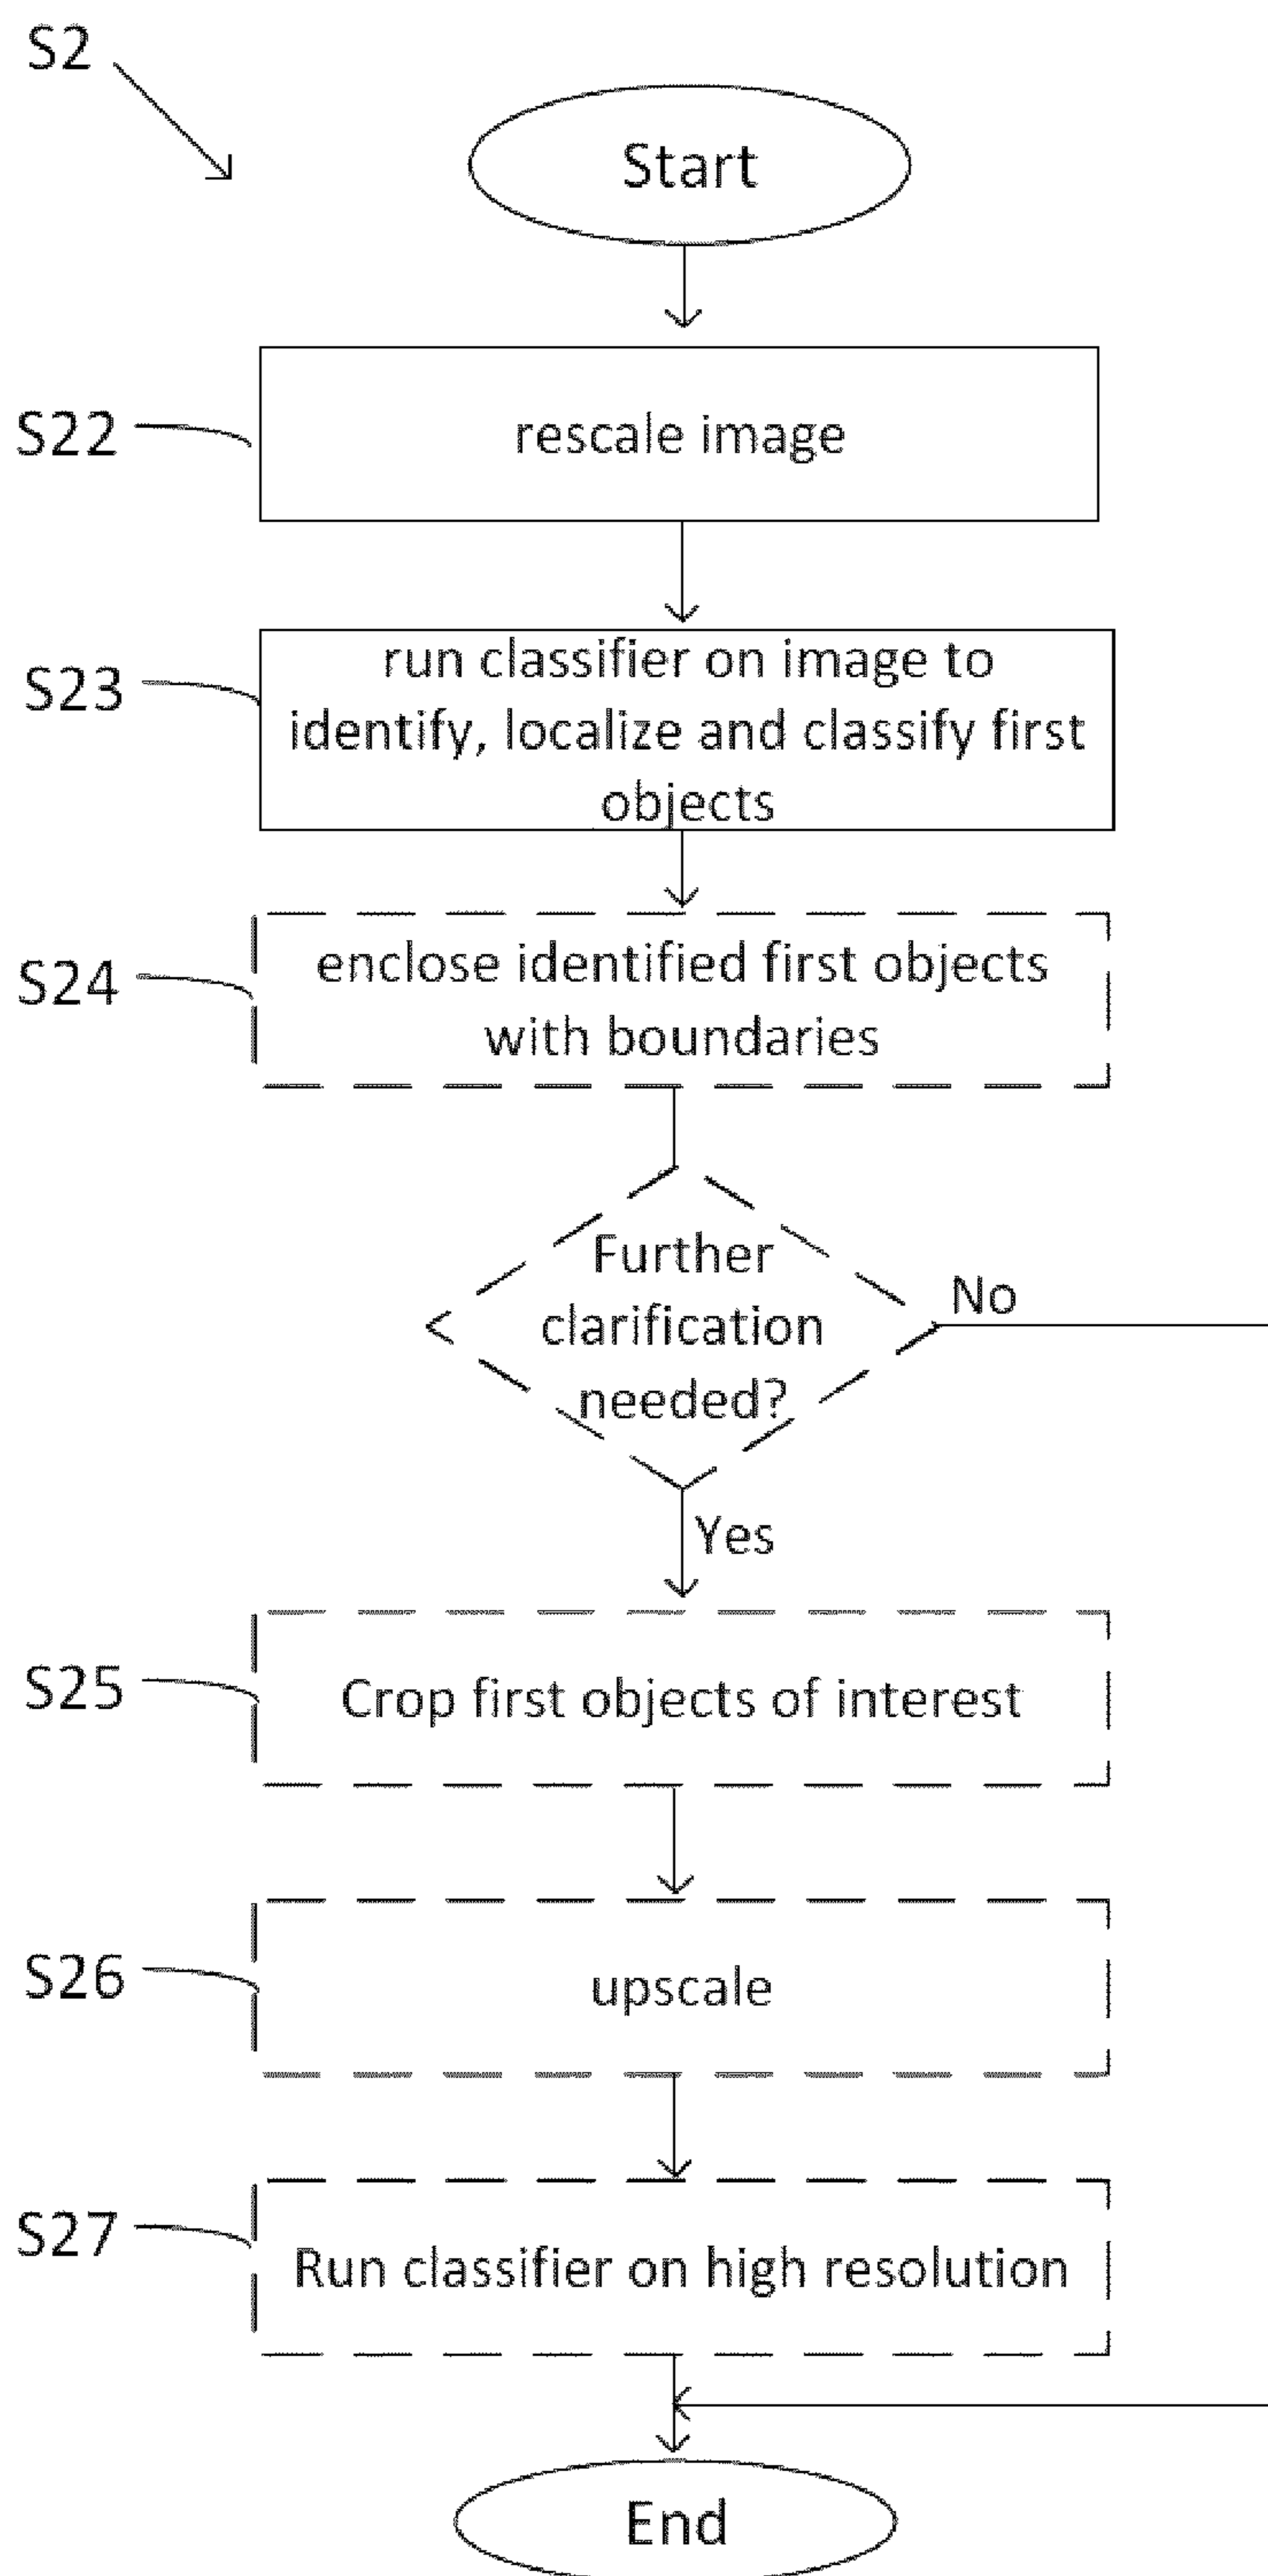 S2
Start
S22
rescale image
S23
run classifier on image to
identify, localize and classify first
objects
S24
enclose identified first objects
with boundaries
Further
clarification
needed?
No
Yes
S25
Crop first objects of interest
S26
upscale
S27
Run classifier on high resolution
End